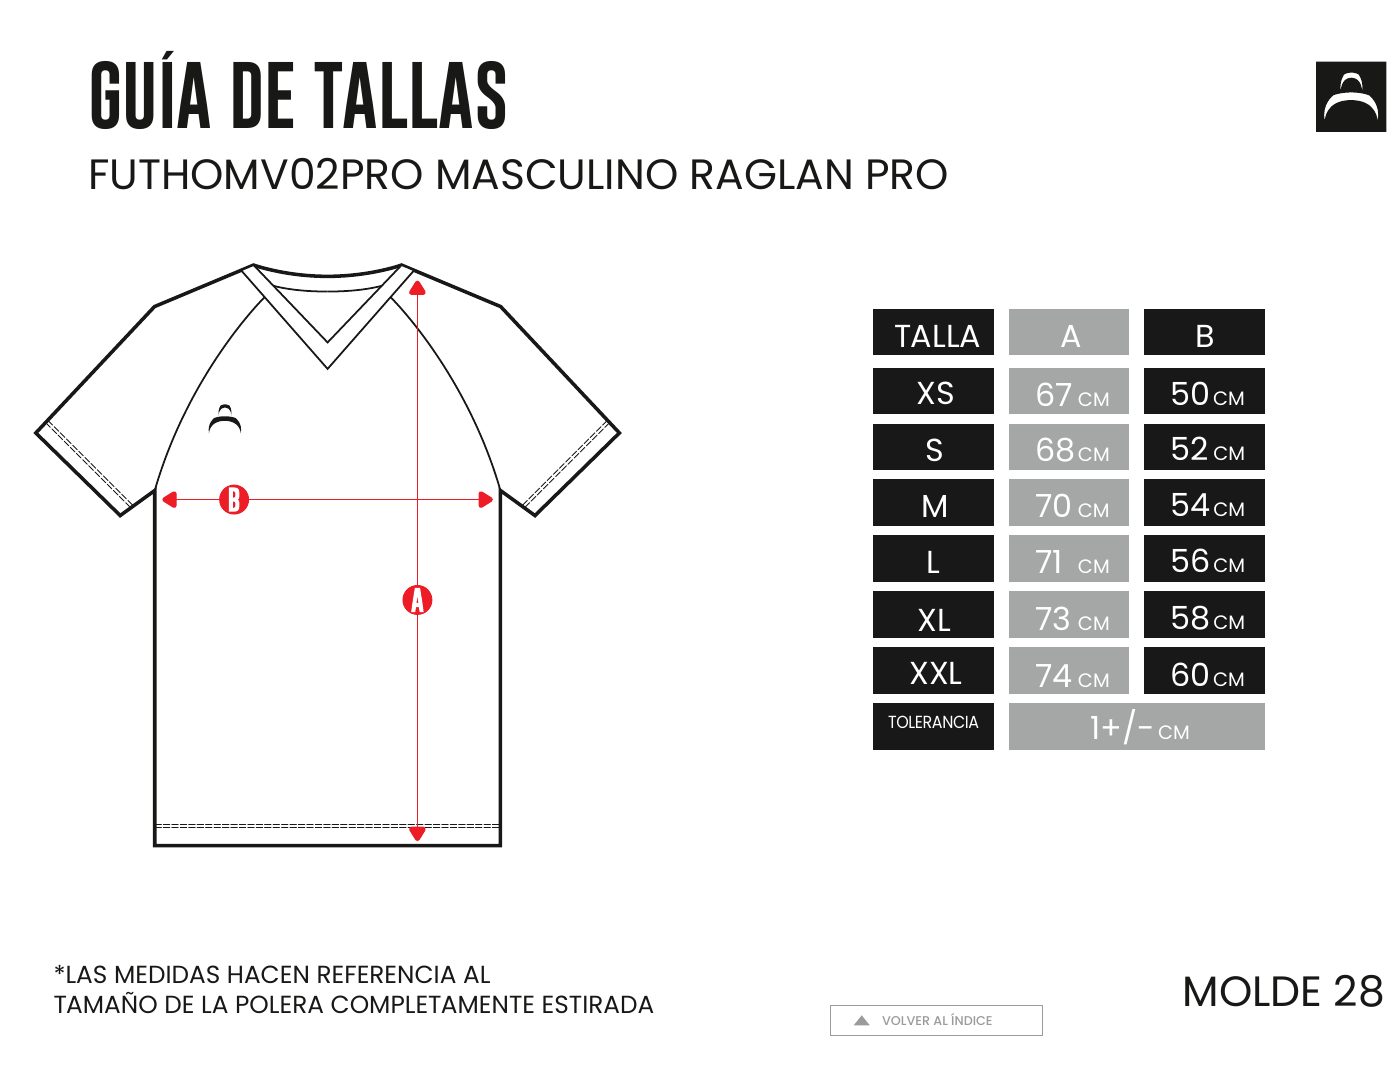 GUÍA DE TALLAS
FUTHOMV02PRO MASCULINO RAGLAN PRO
B
A
TALLA A B
XS 67 CM 50 CM
S 68 CM 52 CM
M 70 CM 54 CM
L 71 CM 56 CM
XL 73 CM 58 CM
XXL 74 CM 60 CM
TOLERANCIA 1+/- CM
*LAS MEDIDAS HACEN REFERENCIA AL
TAMAÑO DE LA POLERA COMPLETAMENTE ESTIRADA
VOLVER AL ÍNDICE
MOLDE 28